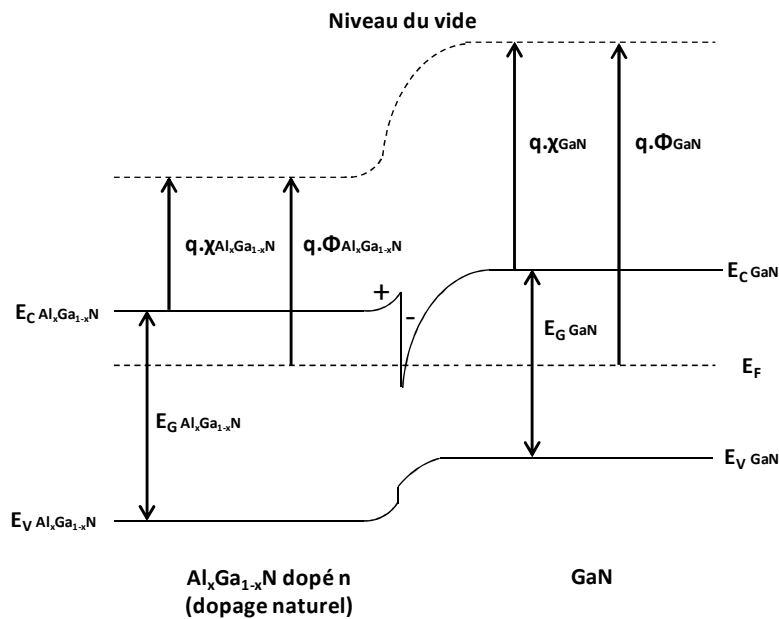 Niveau du vide
q.χGaN
q.ΦGaN
q.χAlxGa1-xN
q.ΦAlxGa1-xN
EC AlxGa1-xN
+
-
EC GaN
EG GaN
EF
EG AlxGa1-xN
EV GaN
EV AlxGa1-xN
AlxGa1-xN dopé n
(dopage naturel)
GaN